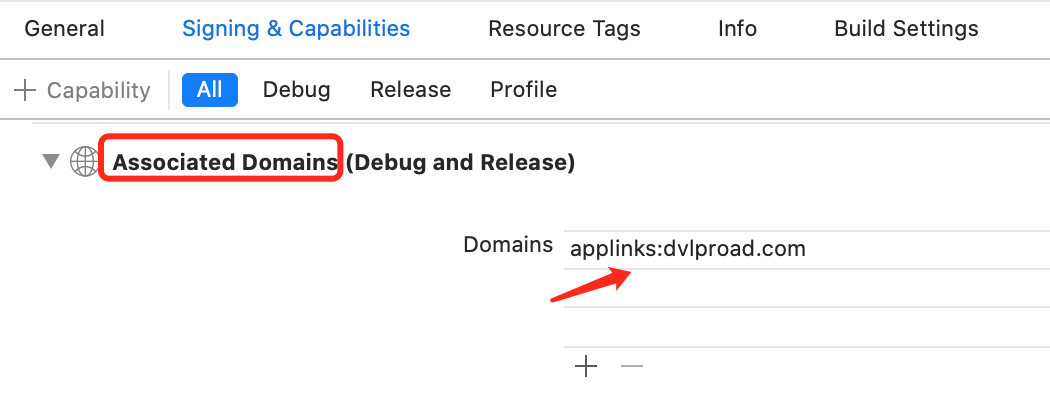 General Signing & Capabilities Resource Tags Info Build Settings
+ Capability All Debug Release Profile
Associated Domains (Debug and Release)
Domains applinks:dvlproad.com
+ —